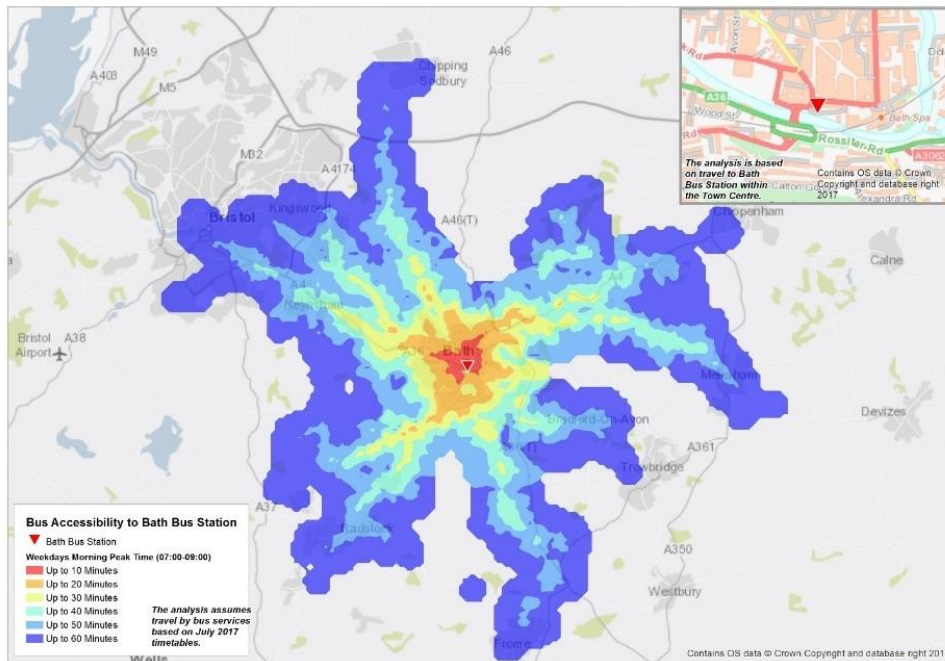 M49
A46
M5
A403
Chipping
Sodbury
M32
A4174
Kingswood
Bristol
A46(T)
Chippenham
A4
A4
Keynsham
Calne
Bristol
Airport
A38
A36
Bath
Melksham
Devizes
Bradford-On-Avon
Trowbridge
A361
A37
Radstock
A350
Westbury
Frome
Wells
Avon St
A36
Wood St
Bath Spa
Rossiter Rd
A3062
The analysis is based
on travel to Bath
Bus Station within
the Town Centre.
Contains OS data © Crown
Copyright and database right
2017
Bus Accessibility to Bath Bus Station
Bath Bus Station
Weekdays Morning Peak Time (07:00-09:00)
Up to 10 Minutes
Up to 20 Minutes
Up to 30 Minutes
Up to 40 Minutes
Up to 50 Minutes
Up to 60 Minutes
The analysis assumes
travel by bus services
based on July 2017
timetables.
Contains OS data © Crown Copyright and database right 201